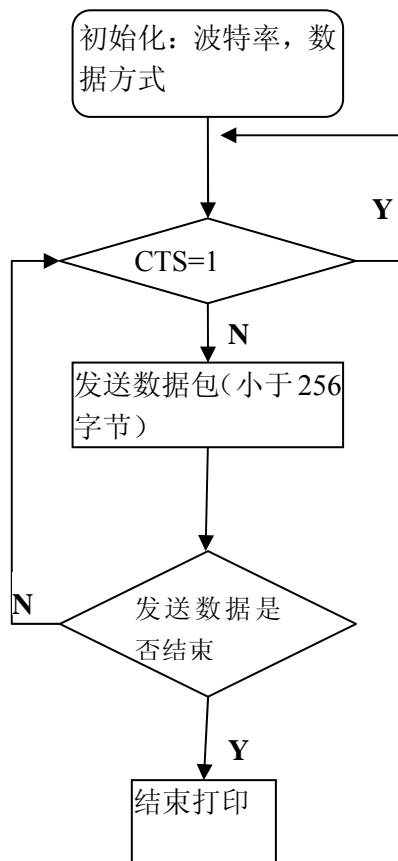 初始化：波特率，数
据方式
Y
CTS=1
N
发送数据包（小于256
字节）
N
发送数据是
否结束
Y
结束打印